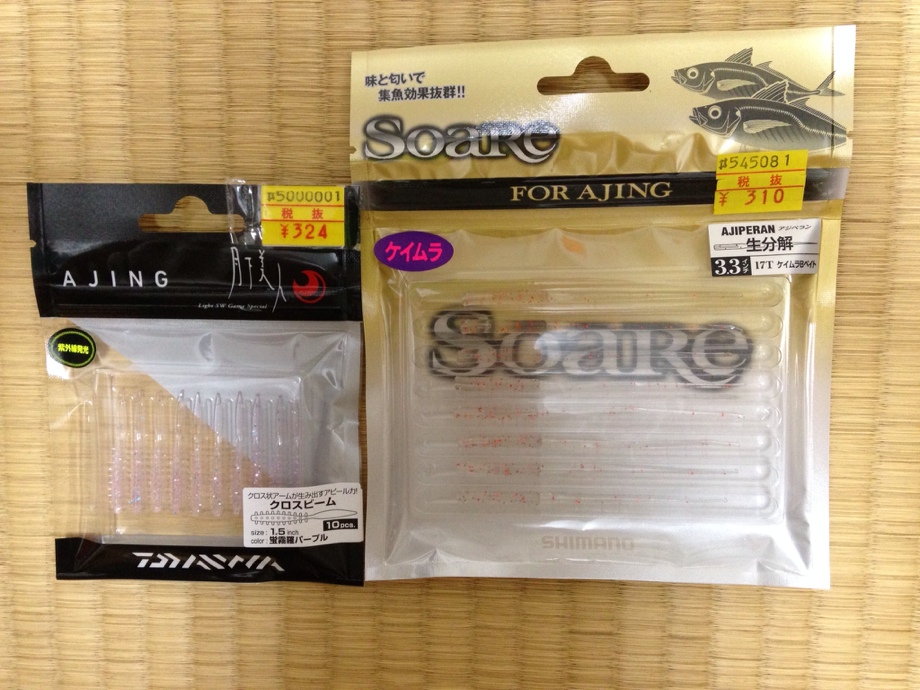 #5000001
税 抜
¥324
AJING
月下美人
Light SW Game Special
紫外線発光
クロス状アームが生み出すアピール力!
クロスビーム
10pcs.
size : 1.5 inch
color : 蛍霧羅パープル
DAIWA
味と匂いで
集魚効果抜群!!
Soare
#545081
税 抜
¥ 310
FOR AJING
ケイムラ
AJIPERAN アジペラン
生分解
3.3インチ
17T ケイムラBベイト
Soare
SHIMANO